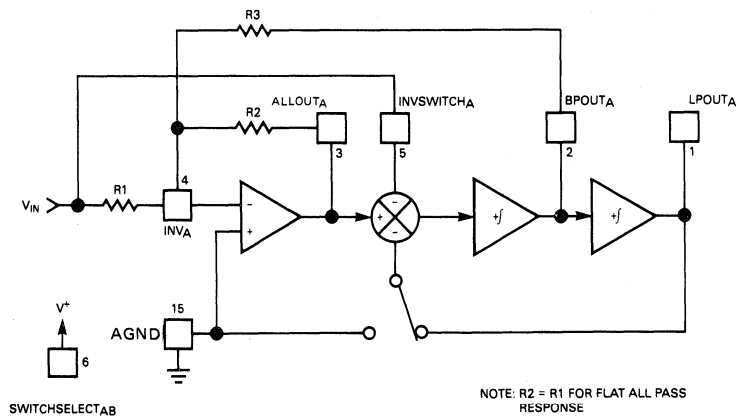 R3
ALLOUTA
INVSWITCHA
BPOUTA
LPOUTA
R2
3
5
2
1
4
R1
VIN
INVA
-
+
+
-
-
+∫
+∫
V+
15
AGND
6
SWITCHSELECTAB
NOTE: R2 = R1 FOR FLAT ALL PASS
RESPONSE